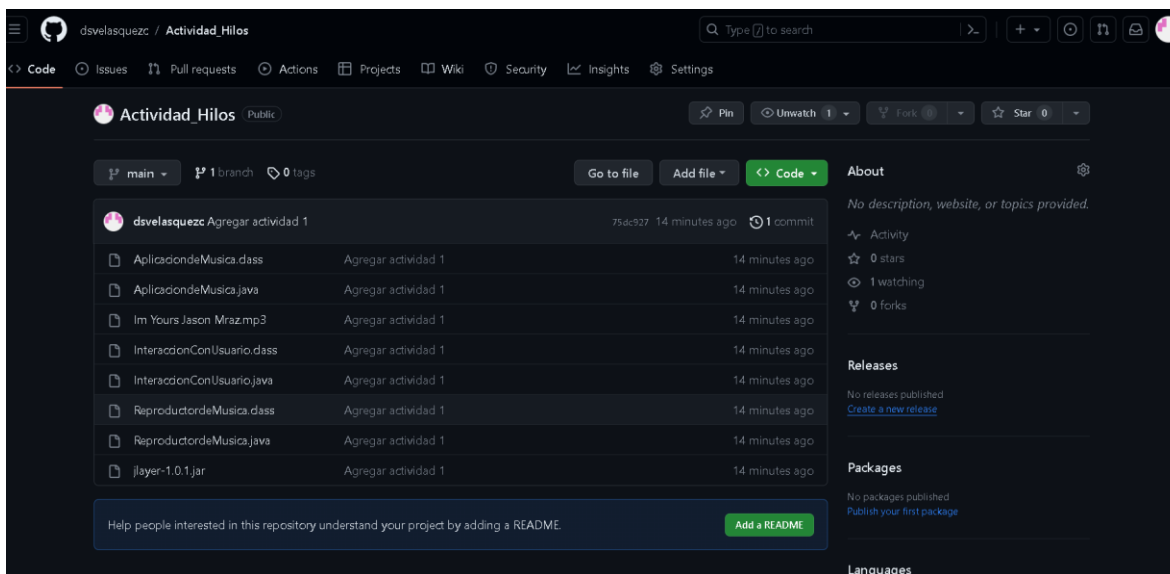 dsvelasquezc / Actividad_Hilos
Type / to search
Code
Issues
Pull requests
Actions
Projects
Wiki
Security
Insights
Settings
Actividad_Hilos Public
Pin
Unwatch 1
Fork 0
Star 0
main
1 branch
0 tags
Go to file
Add file
Code
About
No description, website, or topics provided.
dsvelasquezc Agregar actividad 1
75dc927 14 minutes ago
1 commit
AplicaciondeMusica.class Agregar actividad 1 14 minutes ago
AplicaciondeMusica.java Agregar actividad 1 14 minutes ago
Im Yours Jason Mraz.mp3 Agregar actividad 1 14 minutes ago
InteraccionConUsuario.class Agregar actividad 1 14 minutes ago
InteraccionConUsuario.java Agregar actividad 1 14 minutes ago
ReproductordeMusica.class Agregar actividad 1 14 minutes ago
ReproductordeMusica.java Agregar actividad 1 14 minutes ago
jlayer-1.0.1.jar Agregar actividad 1 14 minutes ago
Help people interested in this repository understand your project by adding a README.
Add a README
Activity
0 stars
1 watching
0 forks
Releases
No releases published
Create a new release
Packages
No packages published
Publish your first package
Languages